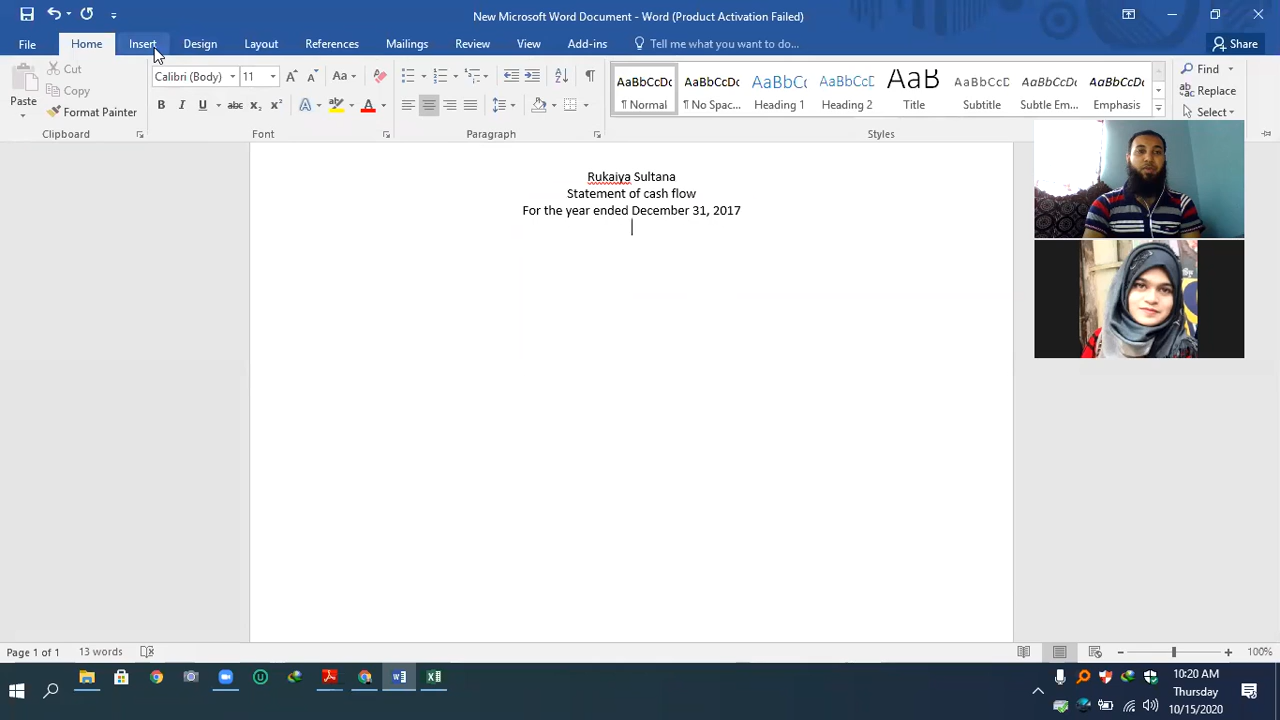 New Microsoft Word Document - Word (Product Activation Failed)
File Home Insert Design Layout References Mailings Review View Add-ins Tell me what you want to do... Share
Paste
Cut
Copy
Format Painter
Clipboard
Calibri (Body) 11
Font
Paragraph
AaBbCcDc AaBbCcDc AaBbCc AaBbCcC AaB AaBbCcD AaBbCcDc AaBbCcDc
¶ Normal ¶ No Spac... Heading 1 Heading 2 Title Subtitle Subtle Em... Emphasis
Styles
Find
Replace
Select
Rukaiya Sultana
Statement of cash flow
For the year ended December 31, 2017
Page 1 of 1 13 words 100%
10:20 AM
Thursday
10/15/2020